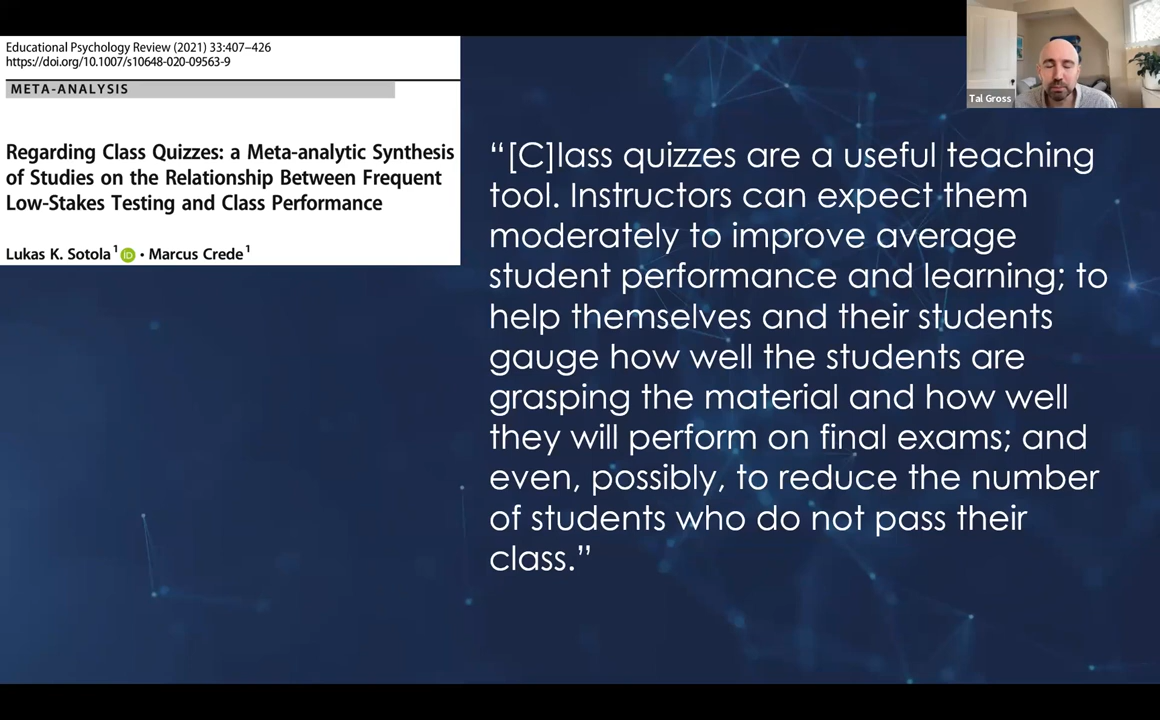 Educational Psychology Review (2021) 33:407–426
https://doi.org/10.1007/s10648-020-09563-9
META-ANALYSIS
Regarding Class Quizzes: a Meta-analytic Synthesis
of Studies on the Relationship Between Frequent
Low-Stakes Testing and Class Performance
Lukas K. Sotola 1 iD · Marcus Crede 1
Tal Gross
“[C]lass quizzes are a useful teaching
tool. Instructors can expect them
moderately to improve average
student performance and learning; to
help themselves and their students
gauge how well the students are
grasping the material and how well
they will perform on final exams; and
even, possibly, to reduce the number
of students who do not pass their
class.”